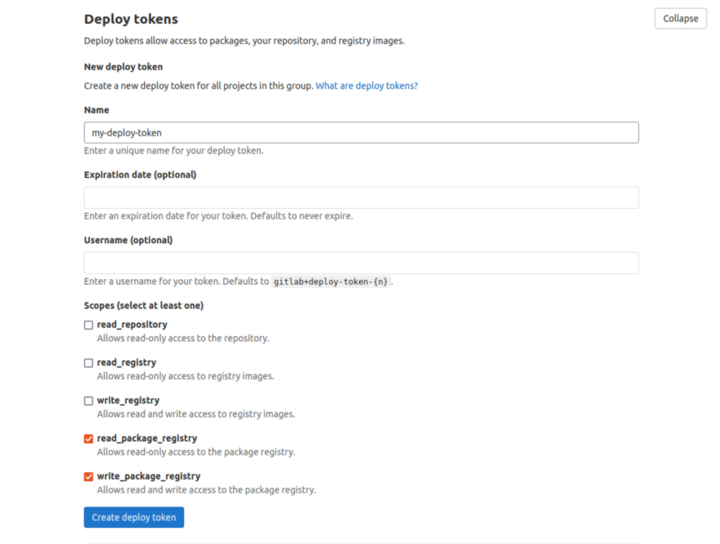 Deploy tokens
Collapse
Deploy tokens allow access to packages, your repository, and registry images.
New deploy token
Create a new deploy token for all projects in this group. What are deploy tokens?
Name
my-deploy-token
Enter a unique name for your deploy token.
Expiration date (optional)
Enter an expiration date for your token. Defaults to never expire.
Username (optional)
Enter a username for your token. Defaults to gitlab+deploy-token-{n}.
Scopes (select at least one)
read_repository
Allows read-only access to the repository.
read_registry
Allows read-only access to registry images.
write_registry
Allows read and write access to registry images.
read_package_registry
Allows read-only access to the package registry.
write_package_registry
Allows read and write access to the package registry.
Create deploy token